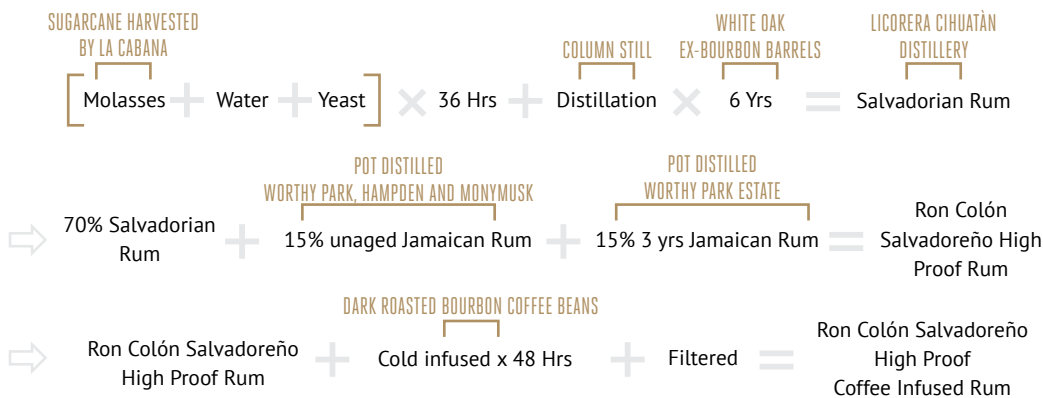 SUGARCANE HARVESTED
BY LA CABANA
COLUMN STILL
WHITE OAK
EX-BOURBON BARRELS
LICORERA CIHUATÀN
DISTILLERY
[ Molasses + Water + Yeast ] × 36 Hrs + Distillation × 6 Yrs = Salvadorian Rum
POT DISTILLED
WORTHY PARK, HAMPDEN AND MONYMUSK
POT DISTILLED
WORTHY PARK ESTATE
⇨ 70% Salvadorian
Rum
+ 15% unaged Jamaican Rum + 15% 3 yrs Jamaican Rum =
Ron Colón
Salvadoreño High
Proof Rum
DARK ROASTED BOURBON COFFEE BEANS
⇨ Ron Colón Salvadoreño
High Proof Rum
+ Cold infused x 48 Hrs + Filtered =
Ron Colón Salvadoreño
High Proof
Coffee Infused Rum